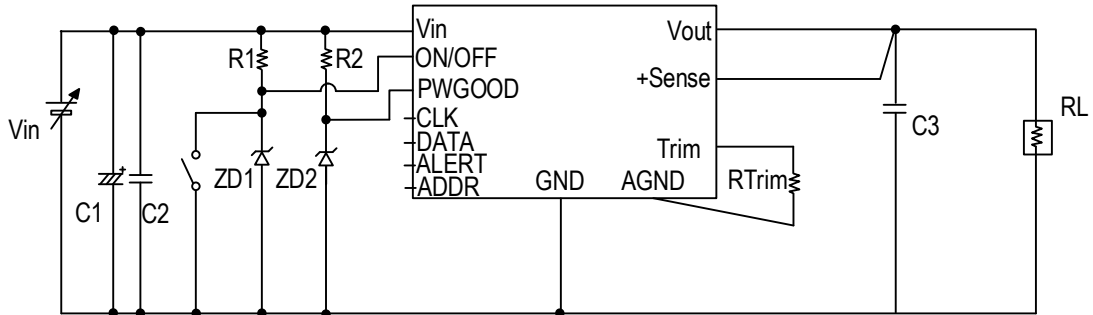 Vin
Vout
R1
ON/OFF
R2
+Sense
PWGOOD
Vin
CLK
C3
RL
DATA
Trim
ALERT
ZD1
ZD2
GND
AGND
RTrim
ADDR
+
C1
C2